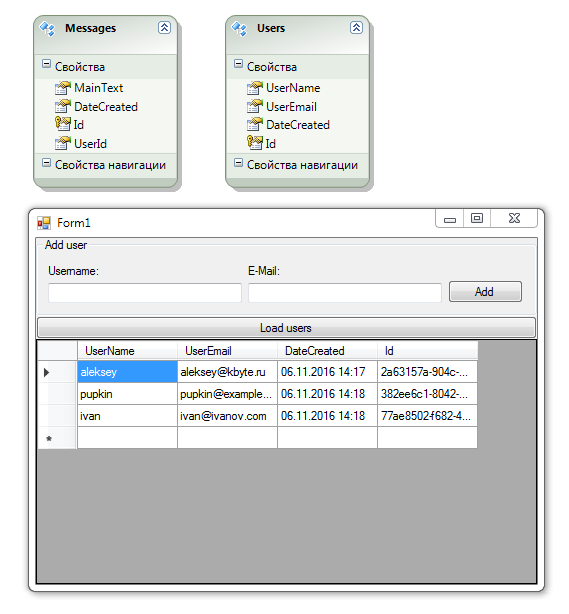 Messages
Свойства
MainText
DateCreated
Id
UserId
Свойства навигации
Users
Свойства
UserName
UserEmail
DateCreated
Id
Свойства навигации
Form1
Add user
Username: E-Mail:
Add
Load users
UserName UserEmail DateCreated Id
aleksey aleksey@kbyte.ru 06.11.2016 14:17 2a63157a-904c-...
pupkin pupkin@example... 06.11.2016 14:18 382ee6c1-8042-...
ivan ivan@ivanov.com 06.11.2016 14:18 77ae8502-f682-4...